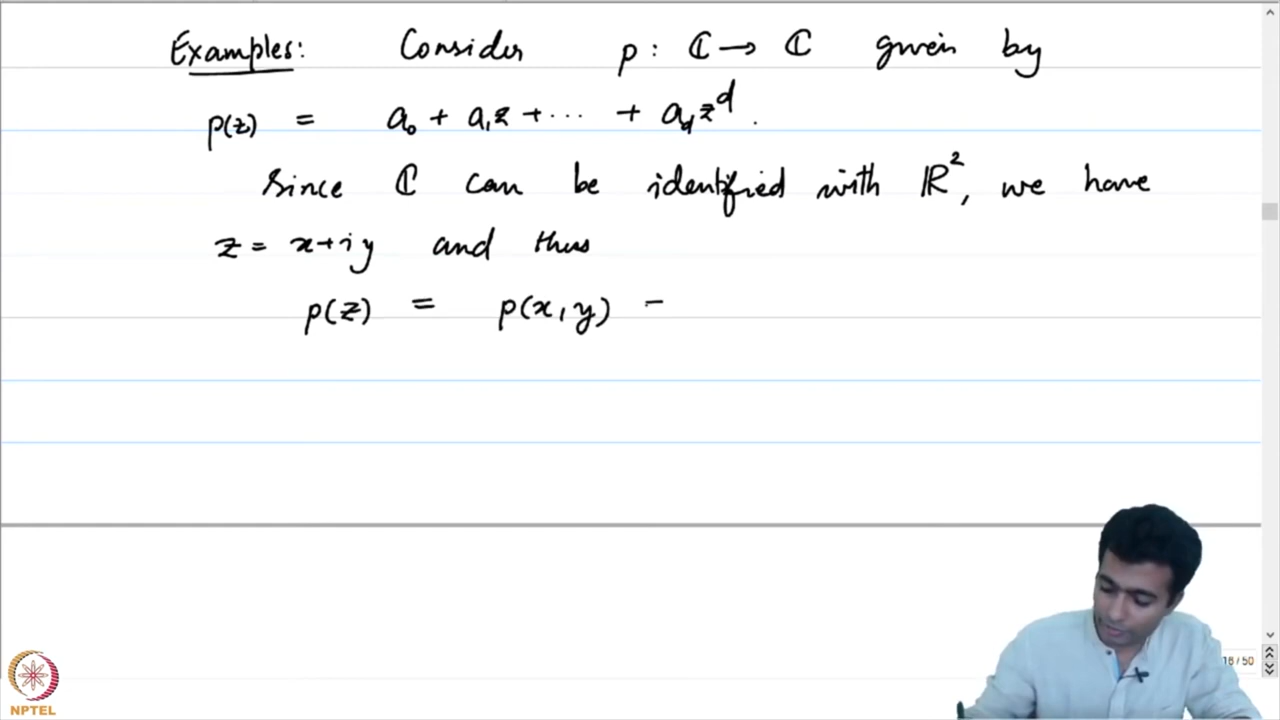 Examples: Consider p : ℂ → ℂ given by
p(z) = a₀ + a₁z + ··· + a_d z^d .
Since ℂ can be identified with ℝ², we have
z = x+iy and thus
p(z) = p(x,y) =
18/50
NPTEL